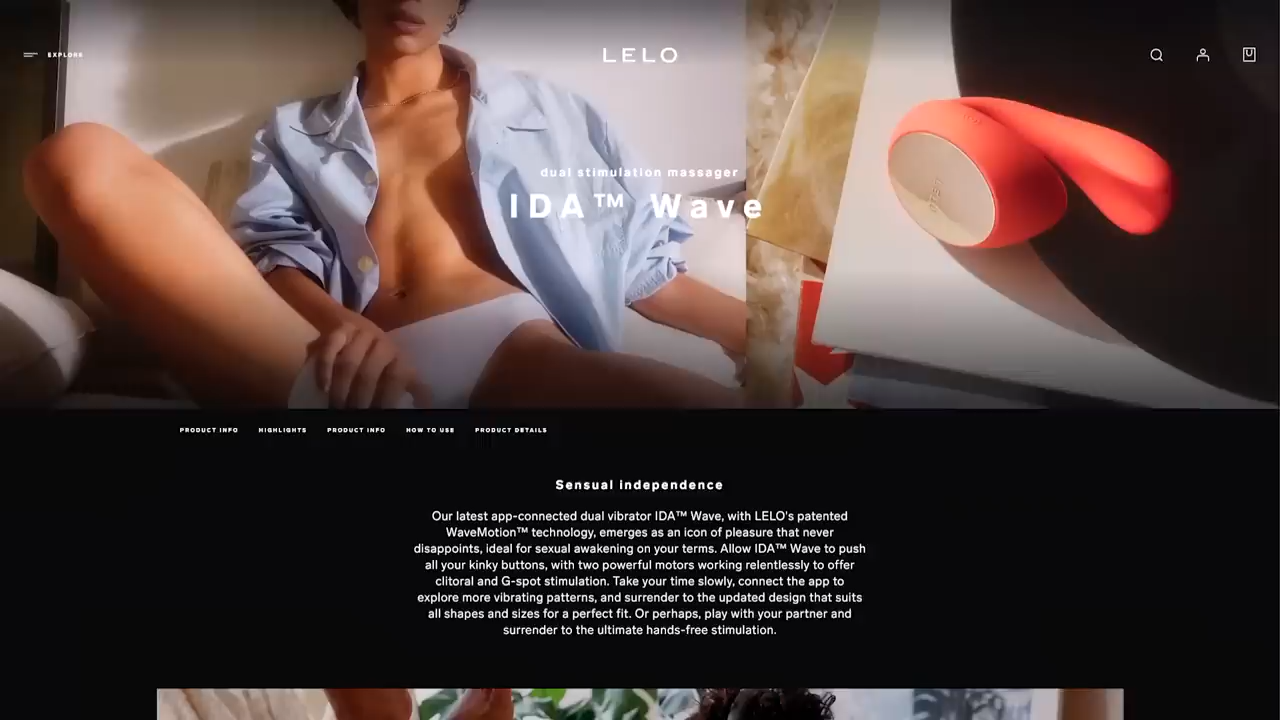 EXPLORE
LELO
dual stimulation massager
IDA™ Wave
PRODUCT INFO HIGHLIGHTS PRODUCT INFO HOW TO USE PRODUCT DETAILS
Sensual independence
Our latest app-connected dual vibrator IDA™ Wave, with LELO's patented
WaveMotion™ technology, emerges as an icon of pleasure that never
disappoints, ideal for sexual awakening on your terms. Allow IDA™ Wave to push
all your kinky buttons, with two powerful motors working relentlessly to offer
clitoral and G-spot stimulation. Take your time slowly, connect the app to
explore more vibrating patterns, and surrender to the updated design that suits
all shapes and sizes for a perfect fit. Or perhaps, play with your partner and
surrender to the ultimate hands-free stimulation.